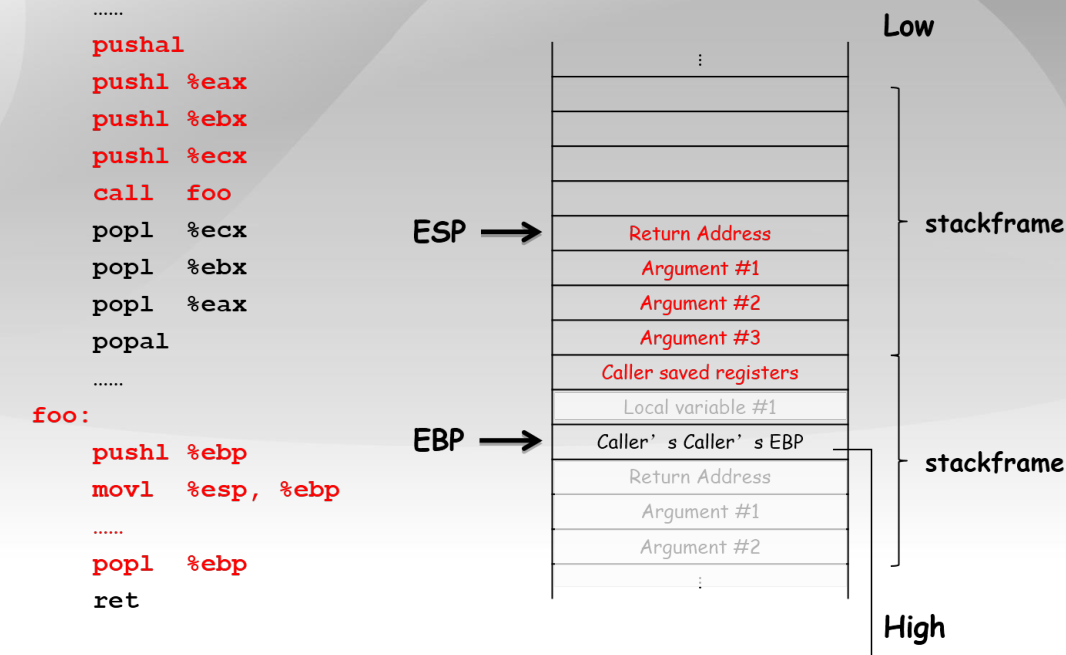 ……
pushal
pushl %eax
pushl %ebx
pushl %ecx
call foo
popl %ecx
popl %ebx
popl %eax
popal
……
foo:
pushl %ebp
movl %esp, %ebp
……
popl %ebp
ret
Low
⋮
ESP
Return Address
Argument #1
Argument #2
Argument #3
Caller saved registers
Local variable #1
EBP
Caller’s Caller’s EBP
Return Address
Argument #1
Argument #2
⋮
stackframe
stackframe
High